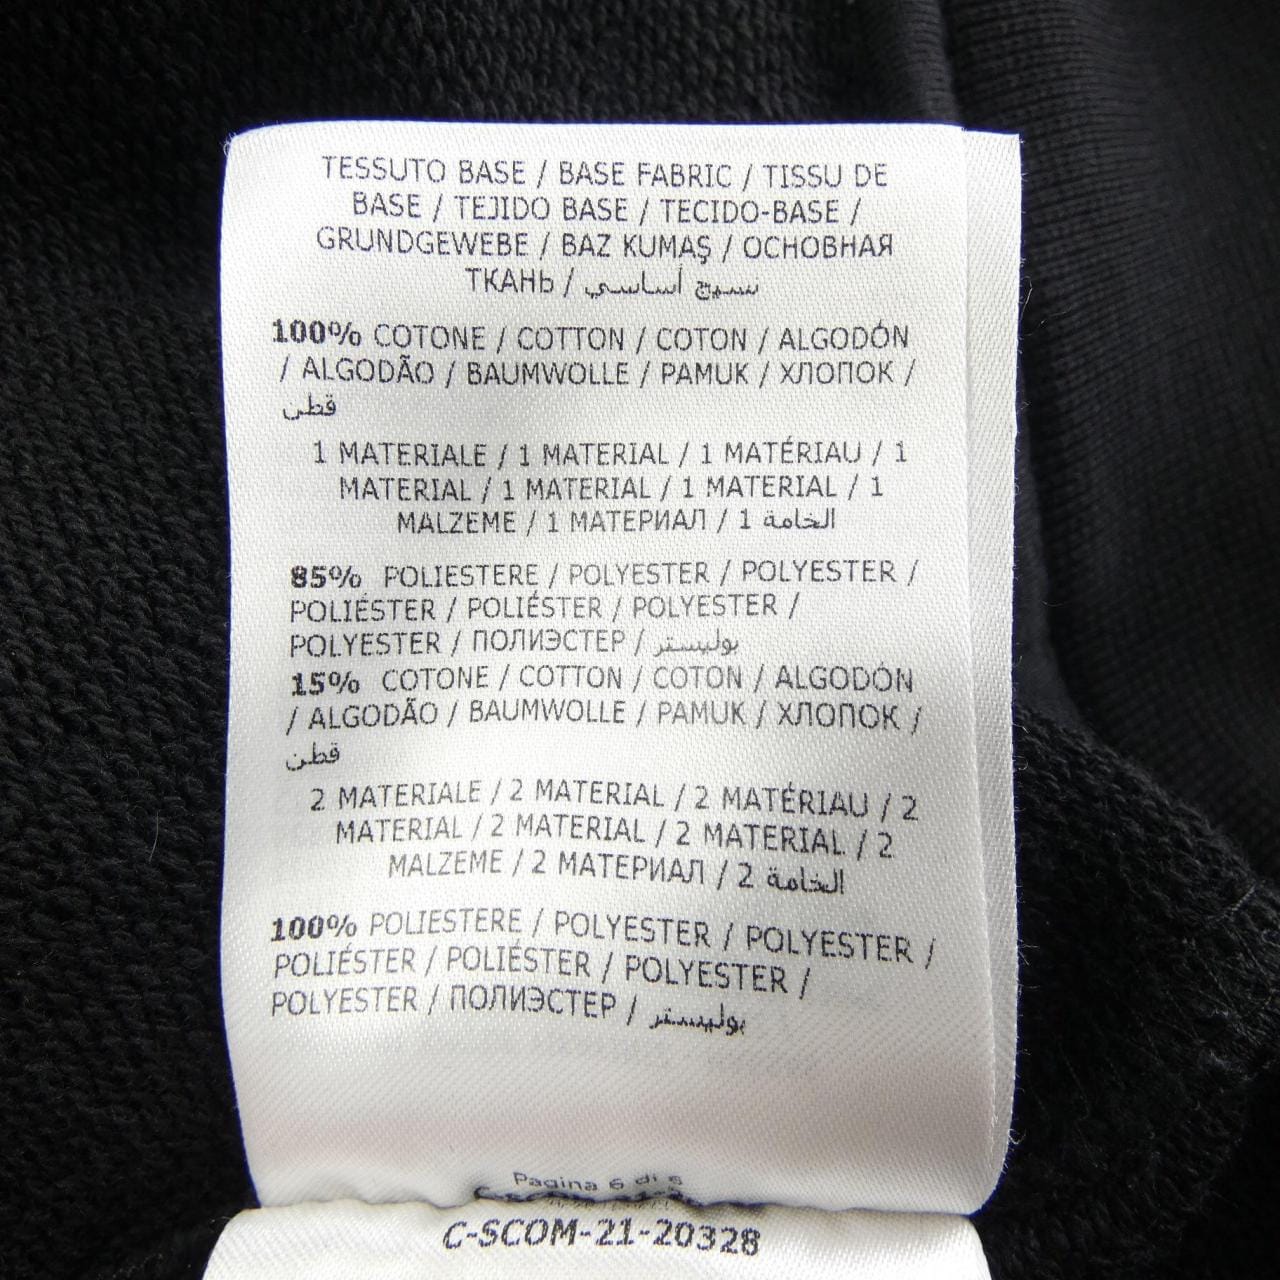 TESSUTO BASE / BASE FABRIC / TISSU DE
BASE / TEJIDO BASE / TECIDO-BASE /
GRUNDGEWEBE / BAZ KUMAŞ / ОСНОВНАЯ
ТКАНЬ / نسيج أساسي
100% COTONE / COTTON / COTON / ALGODÓN
/ ALGODÃO / BAUMWOLLE / PAMUK / ХЛОПОК /
قطن
1 MATERIALE / 1 MATERIAL / 1 MATÉRIAU / 1
MATERIAL / 1 MATERIAL / 1 MATERIAL / 1
MALZEME / 1 МАТЕРИАЛ / 1 الخامة
85% POLIESTERE / POLYESTER / POLYESTER /
POLIÉSTER / POLIÉSTER / POLYESTER /
POLYESTER / ПОЛИЭСТЕР / بوليستر
15% COTONE / COTTON / COTON / ALGODÓN
/ ALGODÃO / BAUMWOLLE / PAMUK / ХЛОПОК /
قطن
2 MATERIALE / 2 MATERIAL / 2 MATÉRIAU / 2
MATERIAL / 2 MATERIAL / 2 MATERIAL / 2
MALZEME / 2 МАТЕРИАЛ / 2 الخامة
100% POLIESTERE / POLYESTER / POLYESTER /
POLIÉSTER / POLIÉSTER / POLYESTER /
POLYESTER / ПОЛИЭСТЕР / بوليستر
Pagina 6 di 6
C-SCOM-21-20328